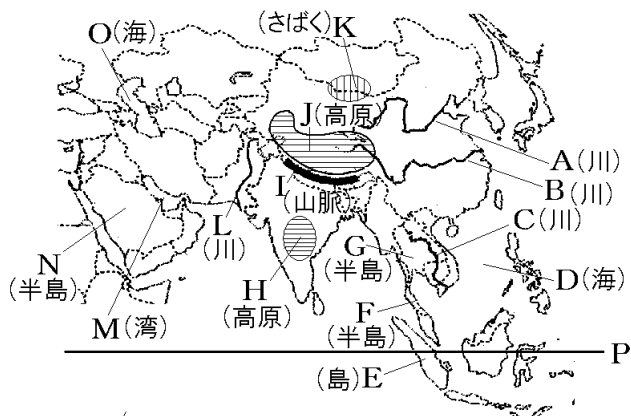 (さばく)K
O(海)
J(高原)
A(川)
B(川)
I
(山脈)
L
(川)
C(川)
G
(半島)
N
(半島)
H
(高原)
D(海)
M(湾)
F
(半島)
P
(島)E